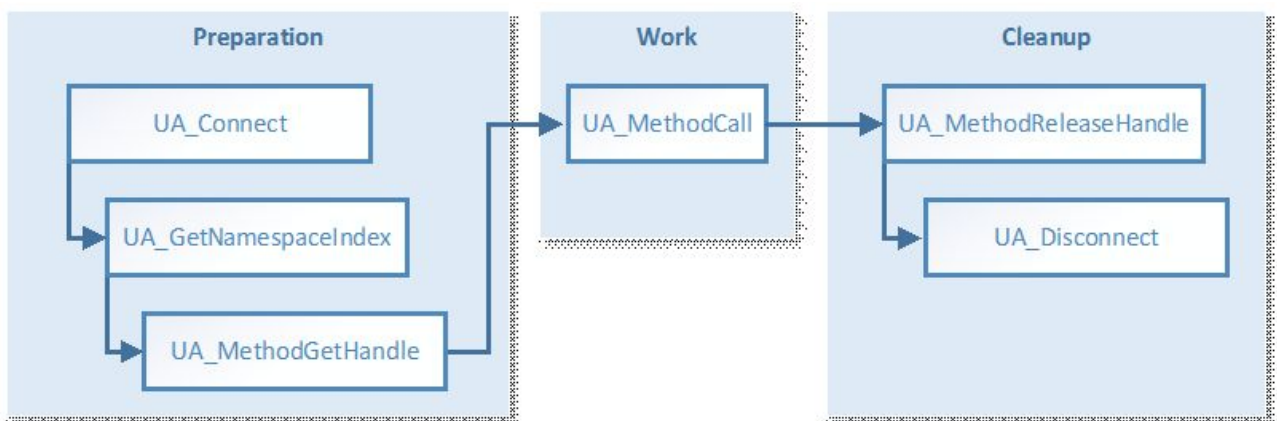 Preparation
UA_Connect
UA_GetNamespaceIndex
UA_MethodGetHandle
Work
UA_MethodCall
Cleanup
UA_MethodReleaseHandle
UA_Disconnect